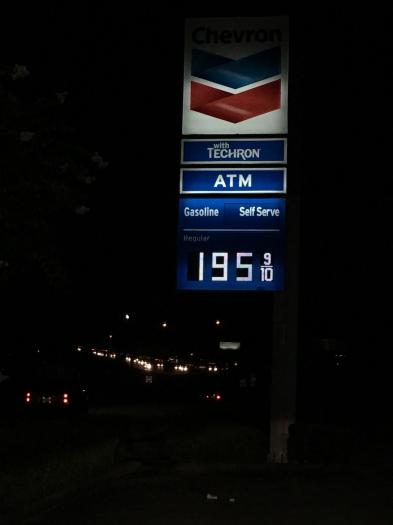 Chevron
with
TECHRON
ATM
Gasoline Self Serve
Regular
195 9/10